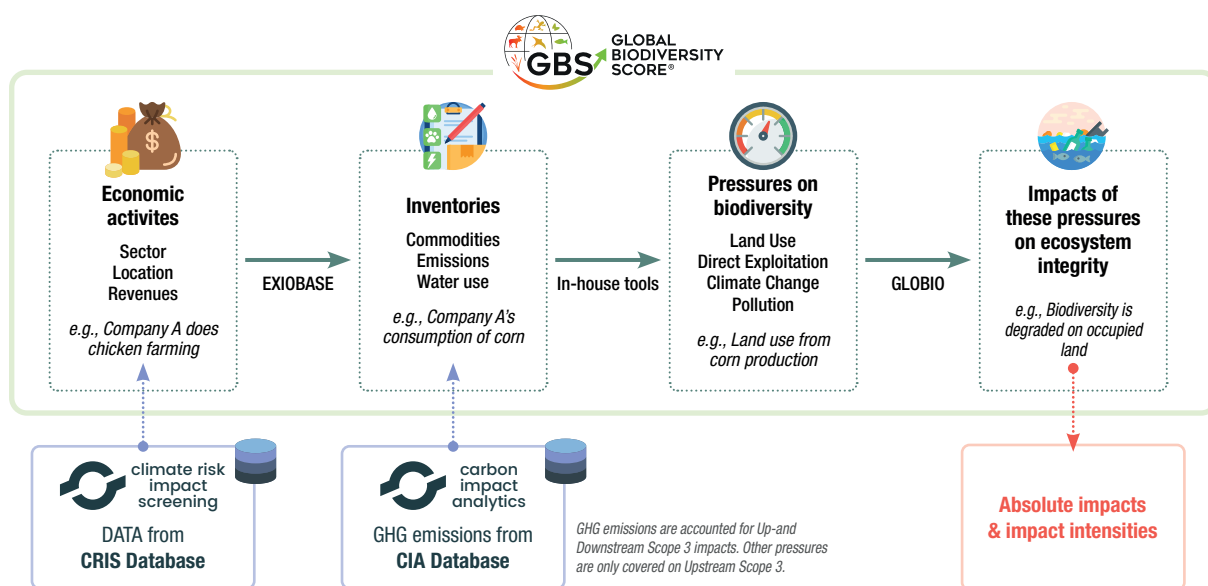 GBS
GLOBAL
BIODIVERSITY
SCORE®
$
Economic
activites
Sector
Location
Revenues
e.g., Company A does
chicken farming
EXIOBASE
Inventories
Commodities
Emissions
Water use
e.g., Company A's
consumption of corn
In-house tools
Pressures on
biodiversity
Land Use
Direct Exploitation
Climate Change
Pollution
e.g., Land use from
corn production
GLOBIO
Impacts of
these pressures
on ecosystem
integrity
e.g., Biodiversity is
degraded on occupied
land
climate risk
impact
screening
DATA from
CRIS Database
carbon
impact
analytics
GHG emissions from
CIA Database
GHG emissions are accounted for Up-and
Downstream Scope 3 impacts. Other pressures
are only covered on Upstream Scope 3.
Absolute impacts
& impact intensities